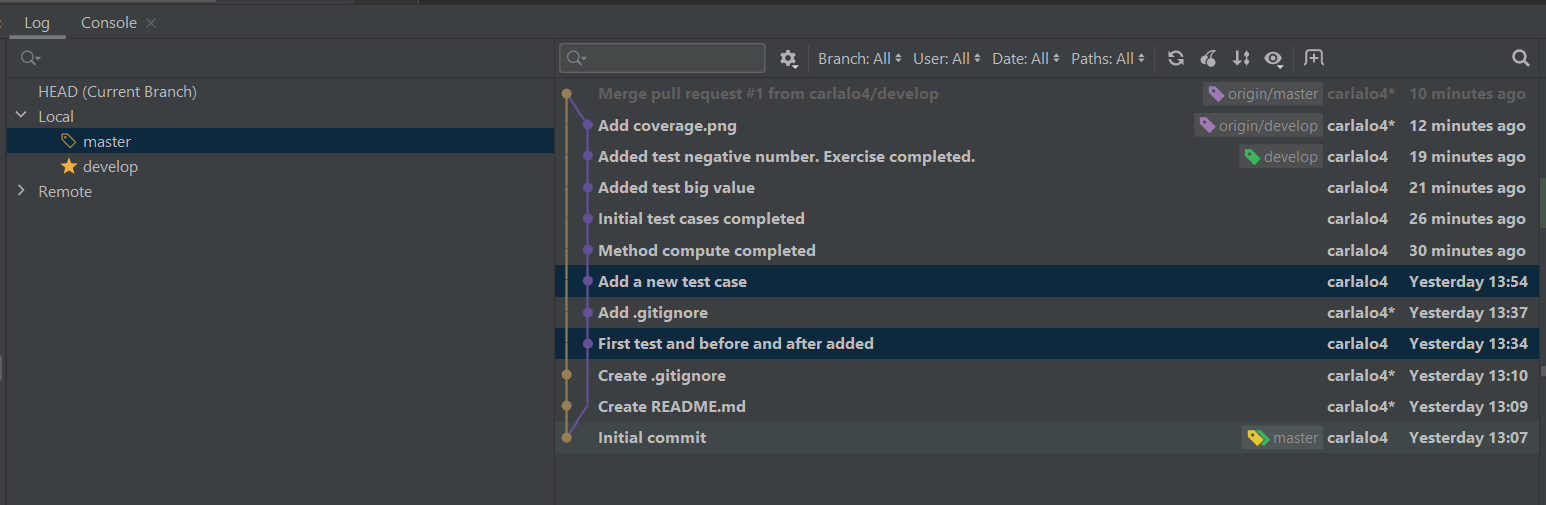 Log Console
HEAD (Current Branch)
Local
master
develop
Remote
Branch: All User: All Date: All Paths: All
Merge pull request #1 from carlalo4/develop origin/master carlalo4* 10 minutes ago
Add coverage.png origin/develop carlalo4* 12 minutes ago
Added test negative number. Exercise completed. develop carlalo4 19 minutes ago
Added test big value carlalo4 21 minutes ago
Initial test cases completed carlalo4 26 minutes ago
Method compute completed carlalo4 30 minutes ago
Add a new test case carlalo4 Yesterday 13:54
Add .gitignore carlalo4* Yesterday 13:37
First test and before and after added carlalo4 Yesterday 13:34
Create .gitignore carlalo4* Yesterday 13:10
Create README.md carlalo4* Yesterday 13:09
Initial commit master carlalo4 Yesterday 13:07